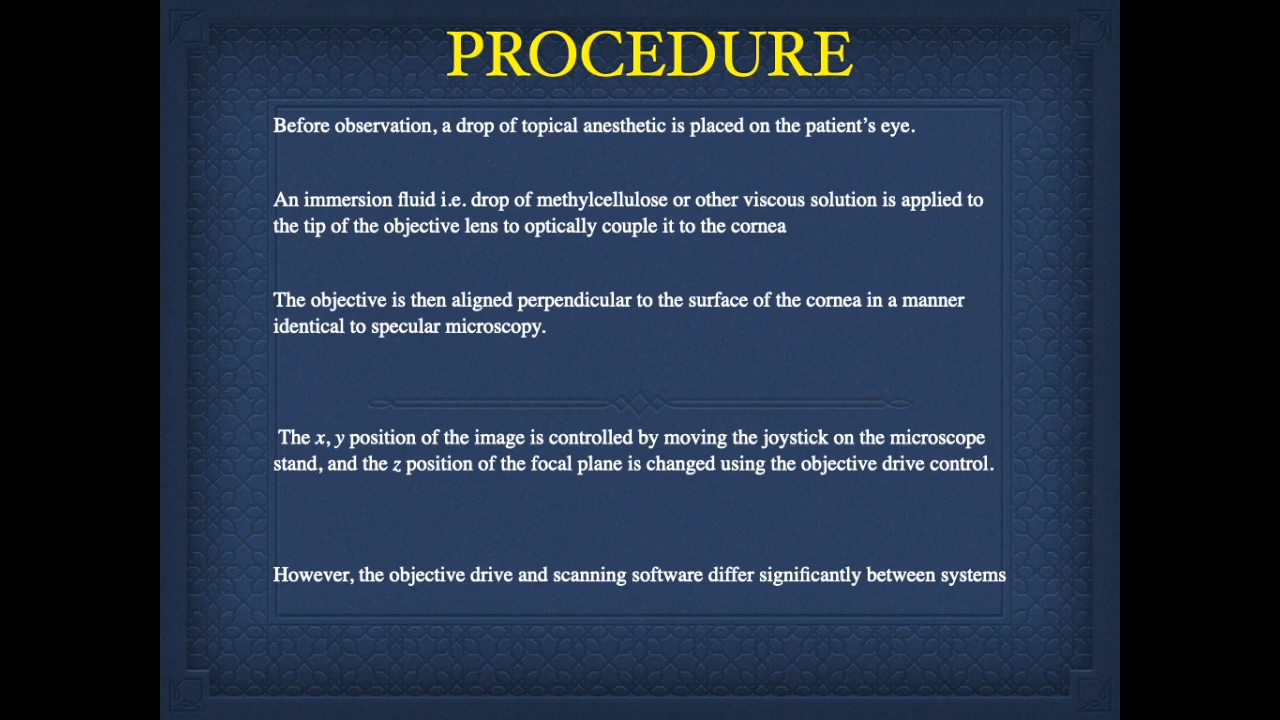 PROCEDURE
Before observation, a drop of topical anesthetic is placed on the patient’s eye.
An immersion fluid i.e. drop of methylcellulose or other viscous solution is applied to
the tip of the objective lens to optically couple it to the cornea
The objective is then aligned perpendicular to the surface of the cornea in a manner
identical to specular microscopy.
The x, y position of the image is controlled by moving the joystick on the microscope
stand, and the z position of the focal plane is changed using the objective drive control.
However, the objective drive and scanning software differ significantly between systems